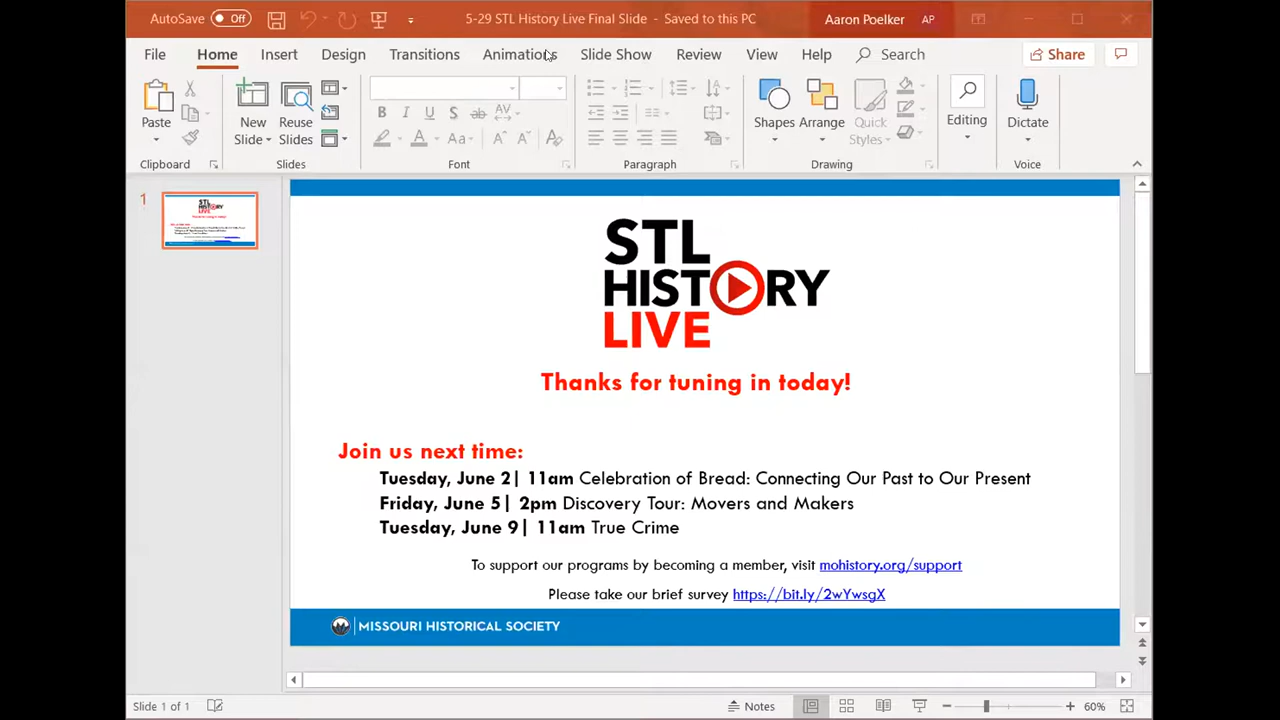 AutoSave Off 5-29 STL History Live Final Slide - Saved to this PC Aaron Poelker AP
File Home Insert Design Transitions Animations Slide Show Review View Help Search Share
Paste New Slide Reuse Slides B I U S ab AV Aa A Shapes Arrange Quick Styles Editing Dictate
Clipboard Slides Font Paragraph Drawing Voice
1
STL
HISTORY
LIVE
Thanks for tuning in today!
Join us next time:
Tuesday, June 2| 11am Celebration of Bread: Connecting Our Past to Our Present
Friday, June 5| 2pm Discovery Tour: Movers and Makers
Tuesday, June 9| 11am True Crime
To support our programs by becoming a member, visit mohistory.org/support
Please take our brief survey https://bit.ly/2wYwsgX
MISSOURI HISTORICAL SOCIETY
Slide 1 of 1 Notes 60%